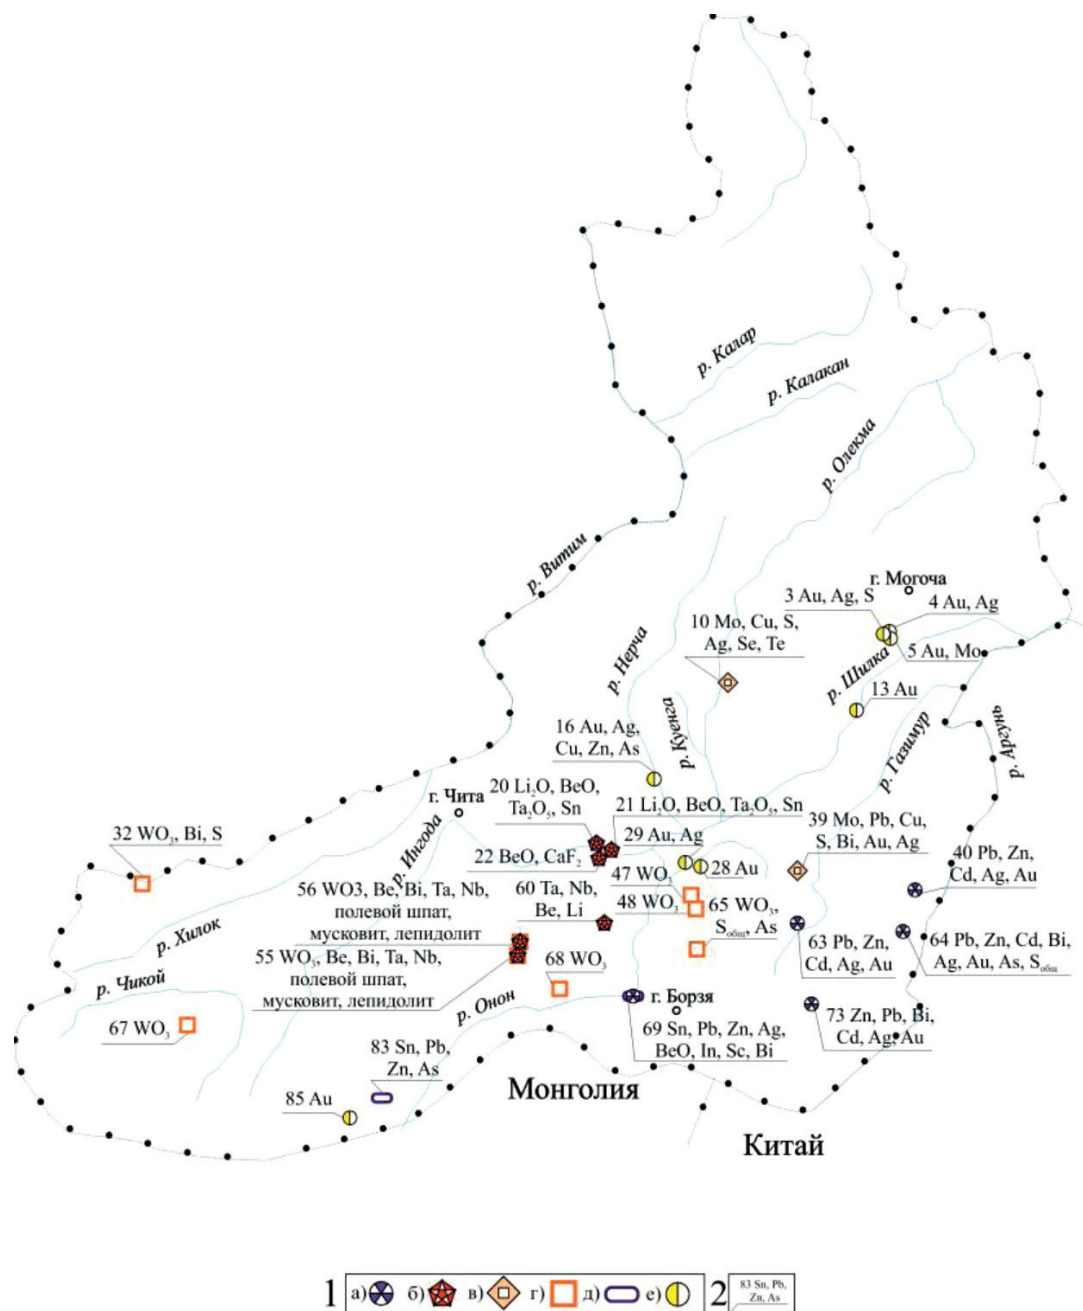 р. Калар
р. Калакан
р. Олекма
р. Витим
г. Могоча
3 Au, Ag, S
4 Au, Ag
10 Mo, Cu, S,
Ag, Se, Te
5 Au, Mo
р. Нерча
р. Шилка
13 Au
р. Куенга
р. Газимур
р. Аргунь
16 Au, Ag,
Cu, Zn, As
20 Li₂O, BeO,
Ta₂O₅, Sn
г. Чита
21 Li₂O, BeO, Ta₂O₅, Sn
32 WO₃, Bi, S
р. Ингода
29 Au, Ag
39 Mo, Pb, Cu,
S, Bi, Au, Ag
22 BeO, CaF₂
28 Au
40 Pb, Zn,
Cd, Ag, Au
47 WO₃
56 WO3, Be, Bi, Ta, Nb,
полевой шпат,
мусковит, лепидолит
60 Ta, Nb,
Be, Li
48 WO₃
65 WO₃,
Sобщ, As
р. Хилок
55 WO₃, Be, Bi, Ta, Nb,
полевой шпат,
мусковит, лепидолит
63 Pb, Zn,
Cd, Ag, Au
64 Pb, Zn, Cd, Bi,
Ag, Au, As, Sобщ
68 WO₃
р. Чикой
р. Онон
г. Борзя
67 WO₃
73 Zn, Pb, Bi,
Cd, Ag, Au
69 Sn, Pb, Zn, Ag,
BeO, In, Sc, Bi
83 Sn, Pb,
Zn, As
85 Au
Монголия
Китай
1 а) б) в) г) д) е) 2 83 Sn, Pb,
Zn, As